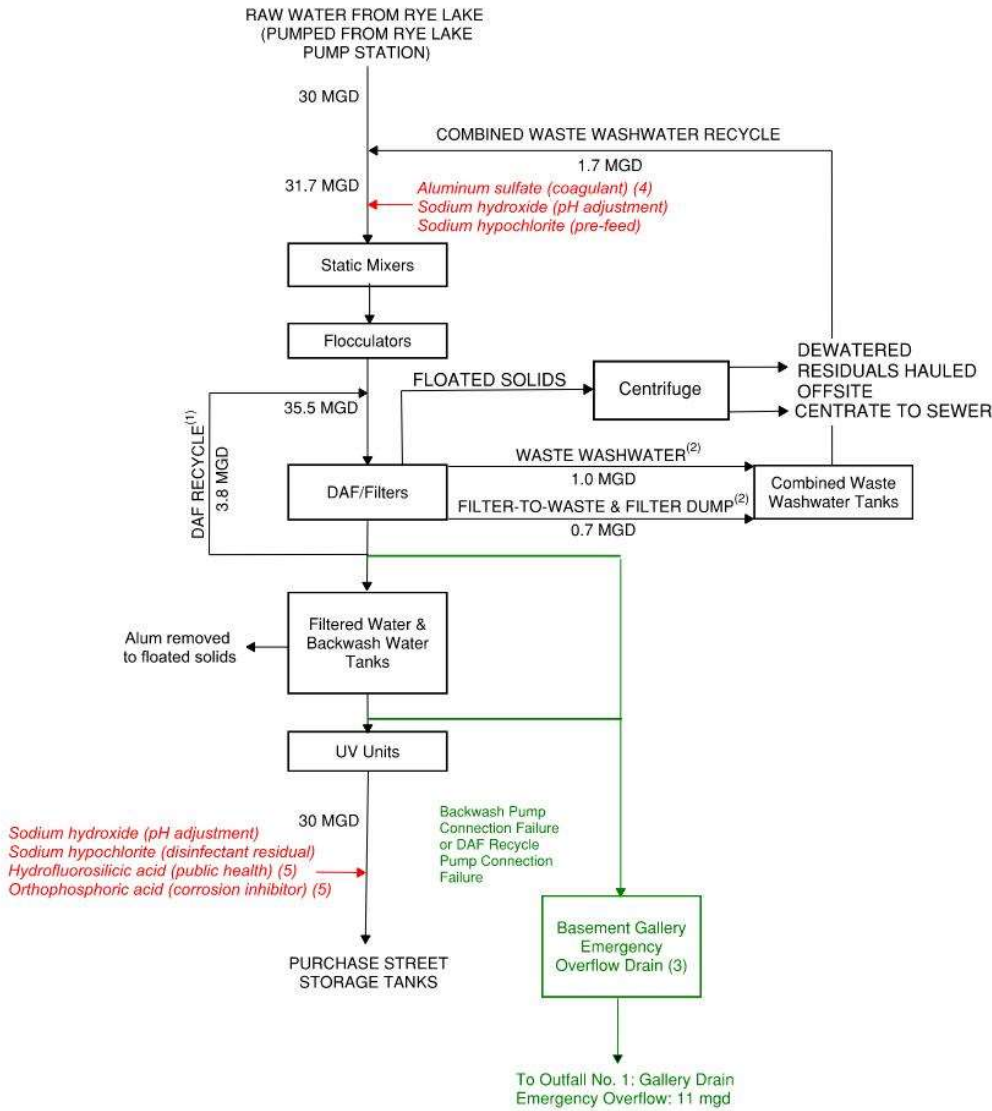 RAW WATER FROM RYE LAKE
(PUMPED FROM RYE LAKE
PUMP STATION)
30 MGD
COMBINED WASTE WASHWATER RECYCLE
1.7 MGD
31.7 MGD
Aluminum sulfate (coagulant) (4)
Sodium hydroxide (pH adjustment)
Sodium hypochlorite (pre-feed)
Static Mixers
Flocculators
FLOATED SOLIDS
Centrifuge
DEWATERED
RESIDUALS HAULED
OFFSITE
CENTRATE TO SEWER
35.5 MGD
DAF RECYCLE(1)
3.8 MGD
DAF/Filters
WASTE WASHWATER(2)
1.0 MGD
FILTER-TO-WASTE & FILTER DUMP(2)
0.7 MGD
Combined Waste
Washwater Tanks
Filtered Water &
Backwash Water
Tanks
Alum removed
to floated solids
UV Units
30 MGD
Sodium hydroxide (pH adjustment)
Sodium hypochlorite (disinfectant residual)
Hydrofluorosilicic acid (public health) (5)
Orthophosphoric acid (corrosion inhibitor) (5)
Backwash Pump
Connection Failure
or DAF Recycle
Pump Connection
Failure
PURCHASE STREET
STORAGE TANKS
Basement Gallery
Emergency
Overflow Drain (3)
To Outfall No. 1: Gallery Drain
Emergency Overflow: 11 mgd